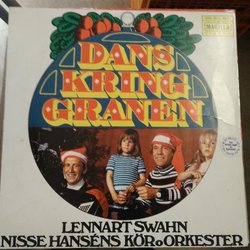 DANS
KRING
GRANEN
LENNART SWAHN
NISSE HANSÉNS KÖR o ORKESTER